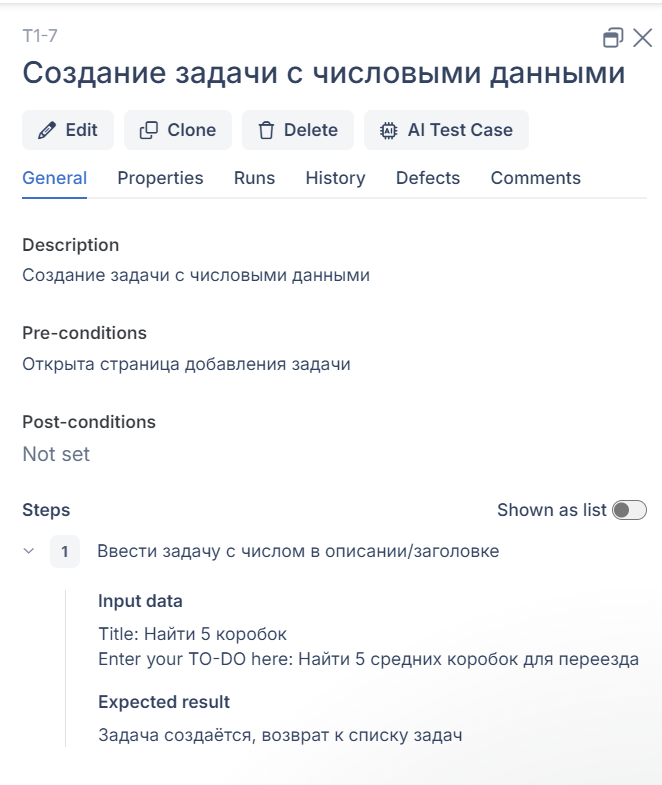 T1-7
Создание задачи с числовыми данными
Edit Clone Delete AI Test Case
General Properties Runs History Defects Comments
Description
Создание задачи с числовыми данными
Pre-conditions
Открыта страница добавления задачи
Post-conditions
Not set
Steps Shown as list
1 Ввести задачу с числом в описании/заголовке
Input data
Title: Найти 5 коробок
Enter your TO-DO here: Найти 5 средних коробок для переезда
Expected result
Задача создаётся, возврат к списку задач